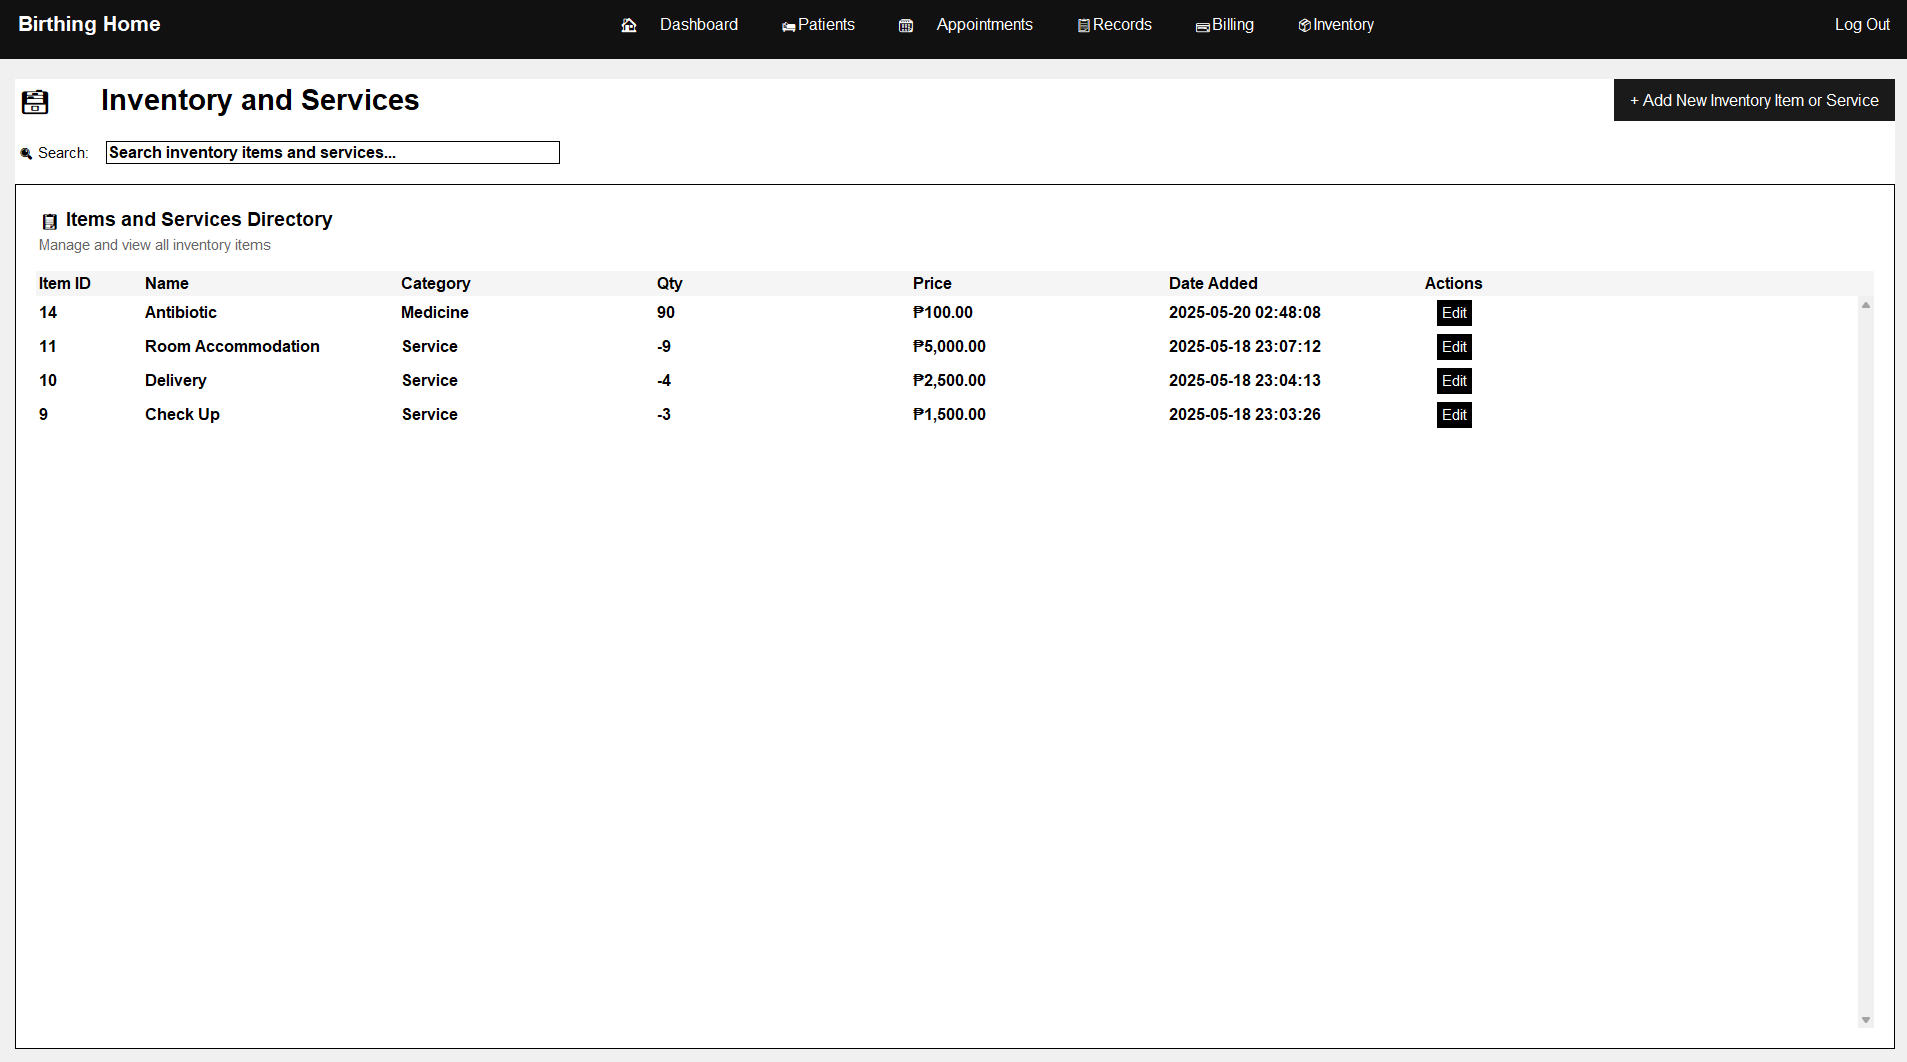 Birthing Home Dashboard Patients Appointments Records Billing Inventory Log Out
Inventory and Services + Add New Inventory Item or Service
Search: Search inventory items and services...
Items and Services Directory
Manage and view all inventory items
Item ID Name Category Qty Price Date Added Actions
14 Antibiotic Medicine 90 ₱100.00 2025-05-20 02:48:08 Edit
11 Room Accommodation Service -9 ₱5,000.00 2025-05-18 23:07:12 Edit
10 Delivery Service -4 ₱2,500.00 2025-05-18 23:04:13 Edit
9 Check Up Service -3 ₱1,500.00 2025-05-18 23:03:26 Edit